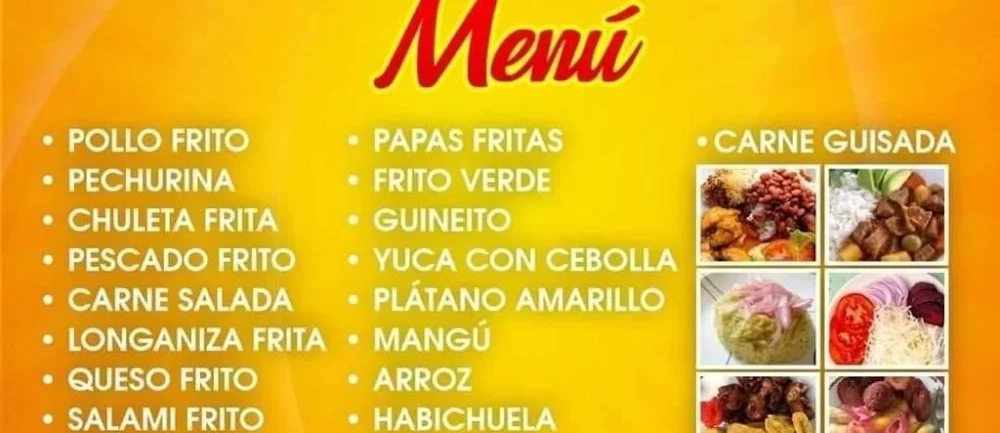 Menú
• POLLO FRITO
• PECHURINA
• CHULETA FRITA
• PESCADO FRITO
• CARNE SALADA
• LONGANIZA FRITA
• QUESO FRITO
• SALAMI FRITO
• PAPAS FRITAS
• FRITO VERDE
• GUINEITO
• YUCA CON CEBOLLA
• PLÁTANO AMARILLO
• MANGÚ
• ARROZ
• HABICHUELA
• CARNE GUISADA